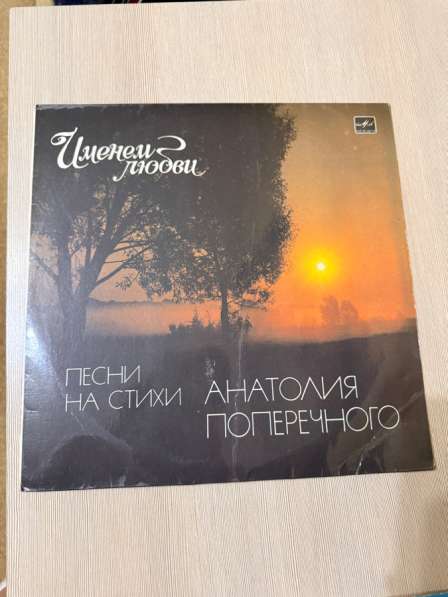 Именем
любви
ПЕСНИ
НА СТИХИ
АНАТОЛИЯ
ПОПЕРЕЧНОГО